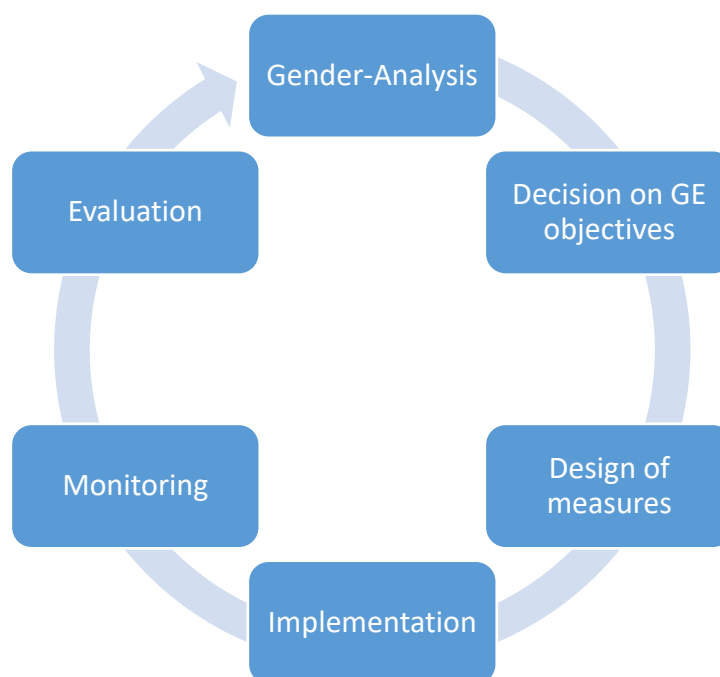 Gender-Analysis
Decision on GE
objectives
Design of
measures
Implementation
Monitoring
Evaluation